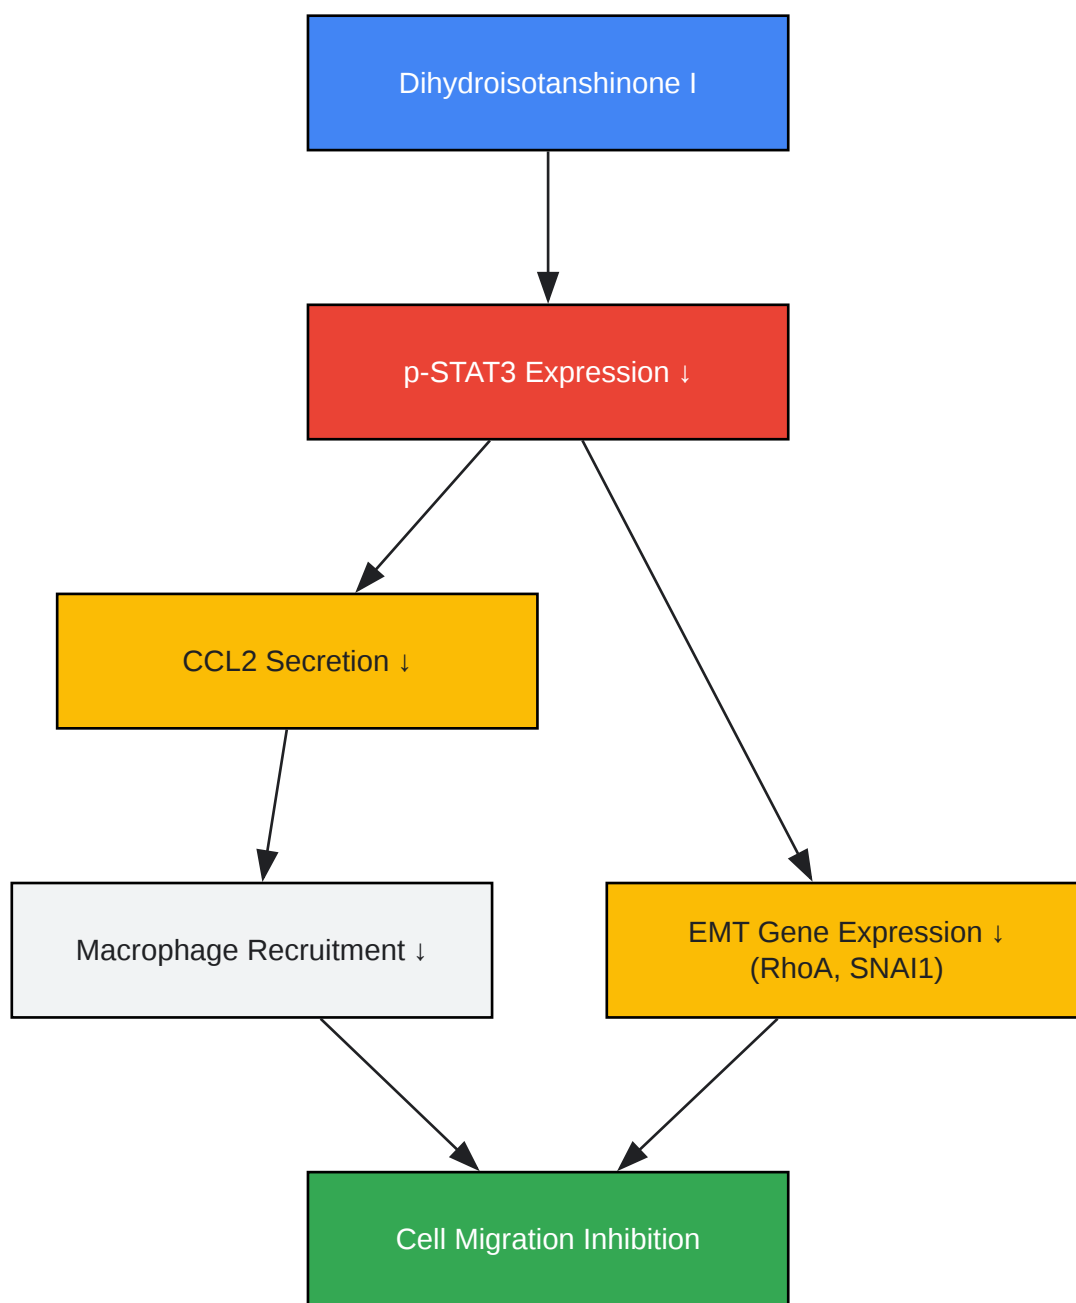 Dihydroisotanshinone I
p-STAT3 Expression ↓
CCL2 Secretion ↓
Macrophage Recruitment ↓
EMT Gene Expression ↓
(RhoA, SNAI1)
Cell Migration Inhibition